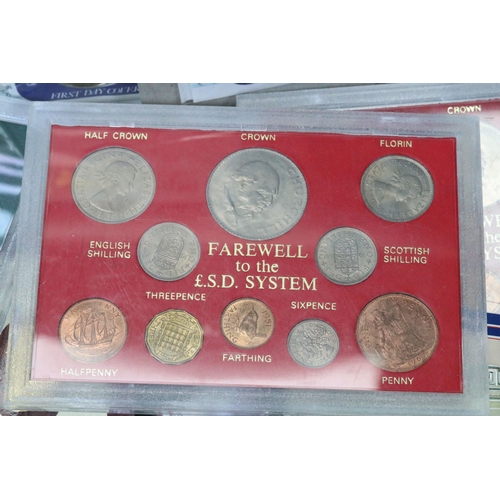 FIRST DAY COVER
CROWN
HALF CROWN
CROWN
FLORIN
ENGLISH
SHILLING
SCOTTISH
SHILLING
FAREWELL
to the
£.S.D. SYSTEM
THREEPENCE
SIXPENCE
HALFPENNY
FARTHING
PENNY